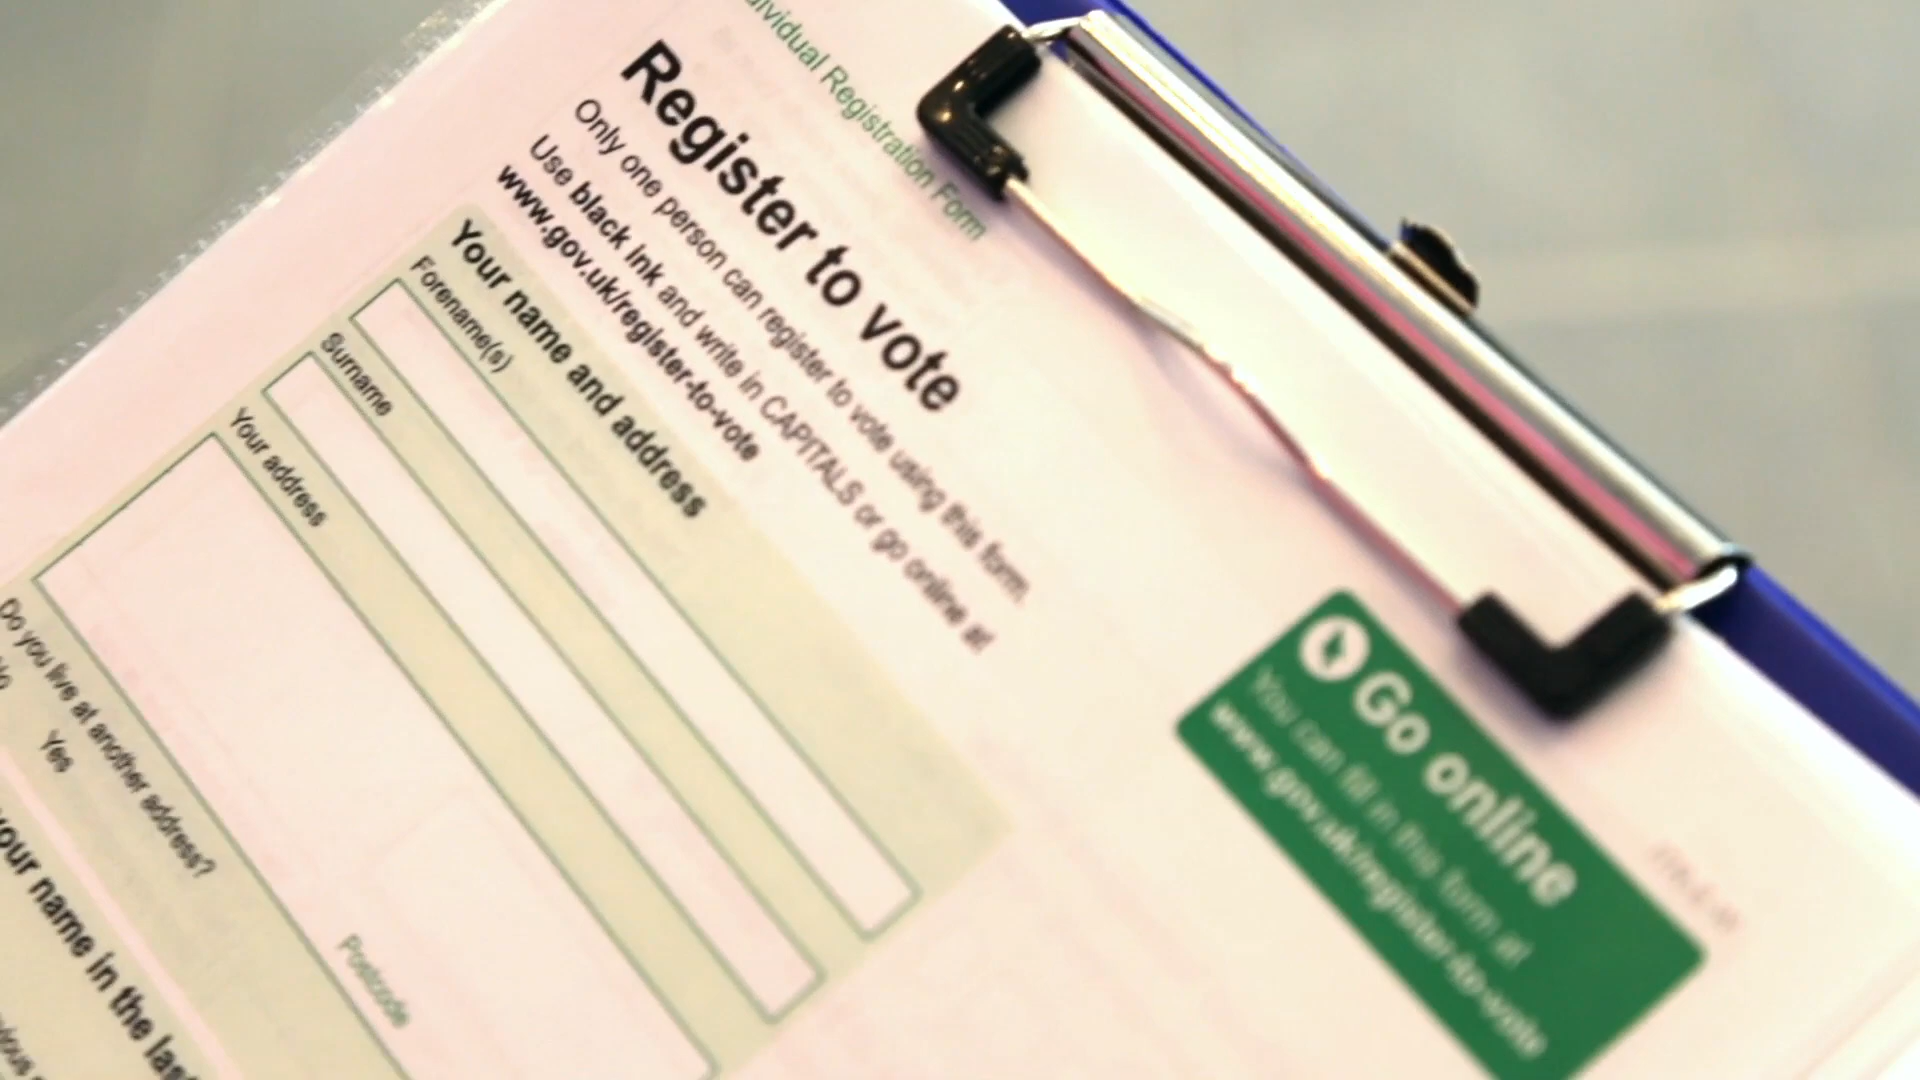 Individual Registration Form
Register to vote
Only one person can register to vote using this form.
Use black ink and write in CAPITALS or go online at
www.gov.uk/register-to-vote
Your name and address
Forename(s)
Surname
Your address
Postcode
Do you live at another address?
No
Yes
your name in the last
Go online
You can fill in this form at
www.gov.uk/register-to-vote